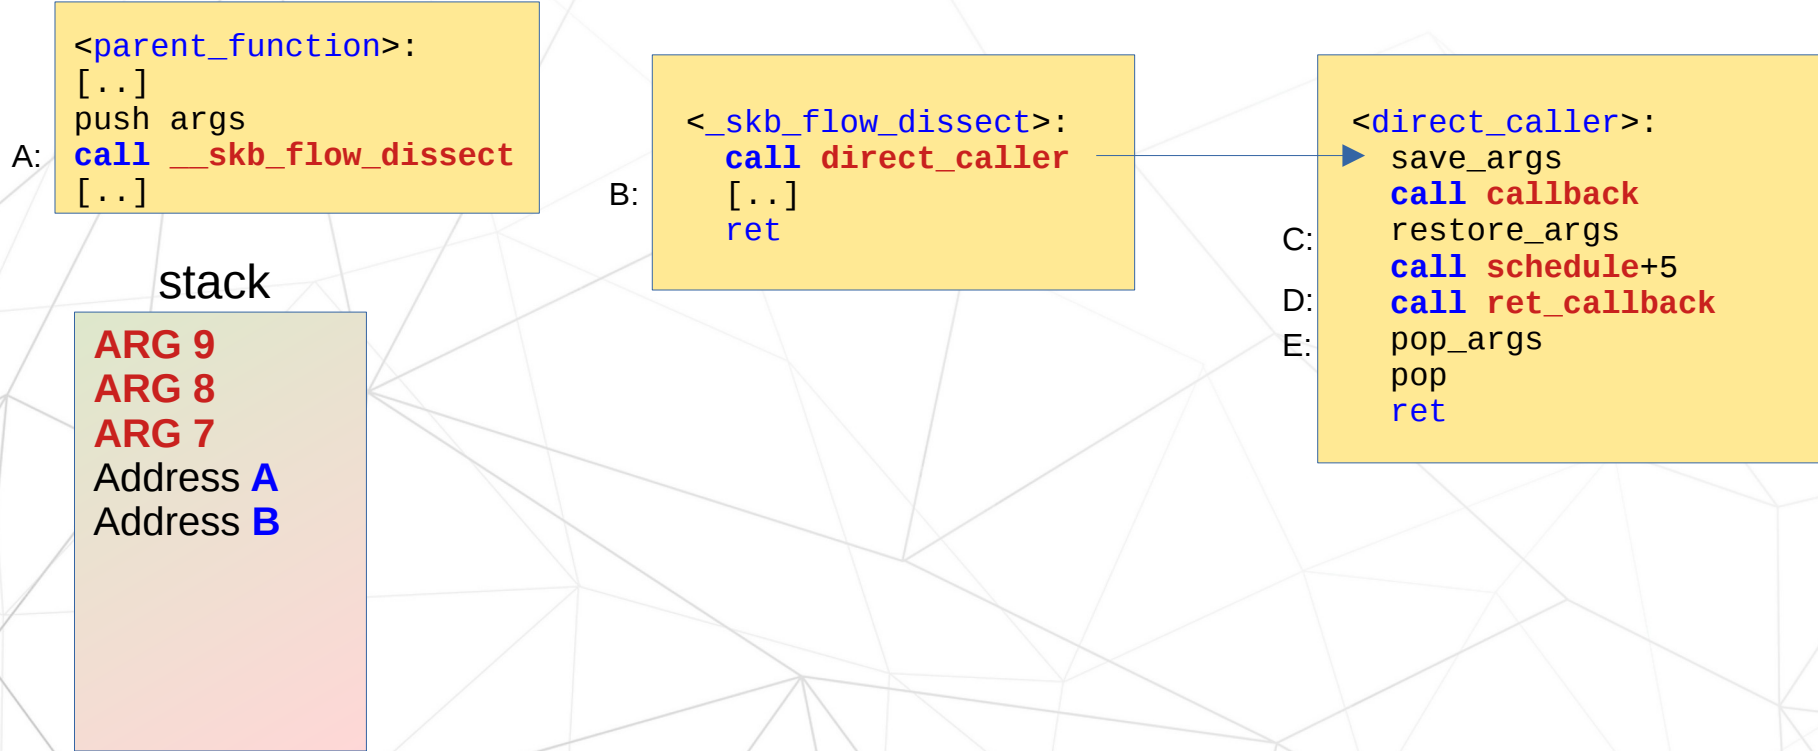 <parent_function>:
[..]
push args
A: call __skb_flow_dissect
[..]
<_skb_flow_dissect>:
call direct_caller
B: [..]
ret
<direct_caller>:
save_args
call callback
C: restore_args
call schedule+5
D: call ret_callback
E: pop_args
pop
ret
stack
ARG 9
ARG 8
ARG 7
Address A
Address B